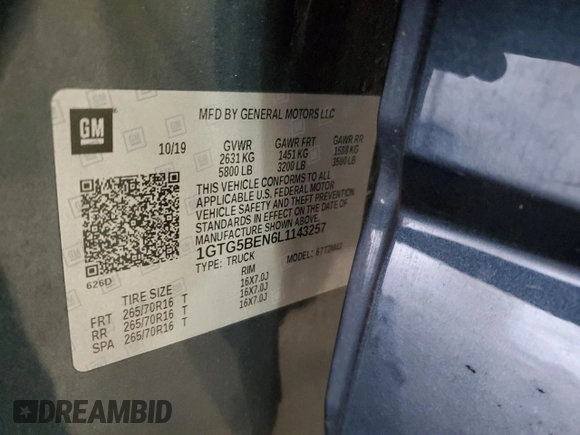 GM
MFD BY GENERAL MOTORS LLC
10/19 GVWR GAWR FRT GAWR RR
2631 KG 1451 KG 1588 KG
5800 LB 3200 LB 3500 LB
THIS VEHICLE CONFORMS TO ALL
APPLICABLE U.S. FEDERAL MOTOR
VEHICLE SAFETY AND THEFT PREVENTION
STANDARDS IN EFFECT ON THE DATE OF
MANUFACTURE SHOWN ABOVE.
1GTG5BEN6L1143257
TYPE: TRUCK MODEL:
626D
TIRE SIZE RIM
FRT 265/70R16 T 16X7.0J
RR 265/70R16 T 16X7.0J
SPA 265/70R16 T 16X7.0J
DREAMBID